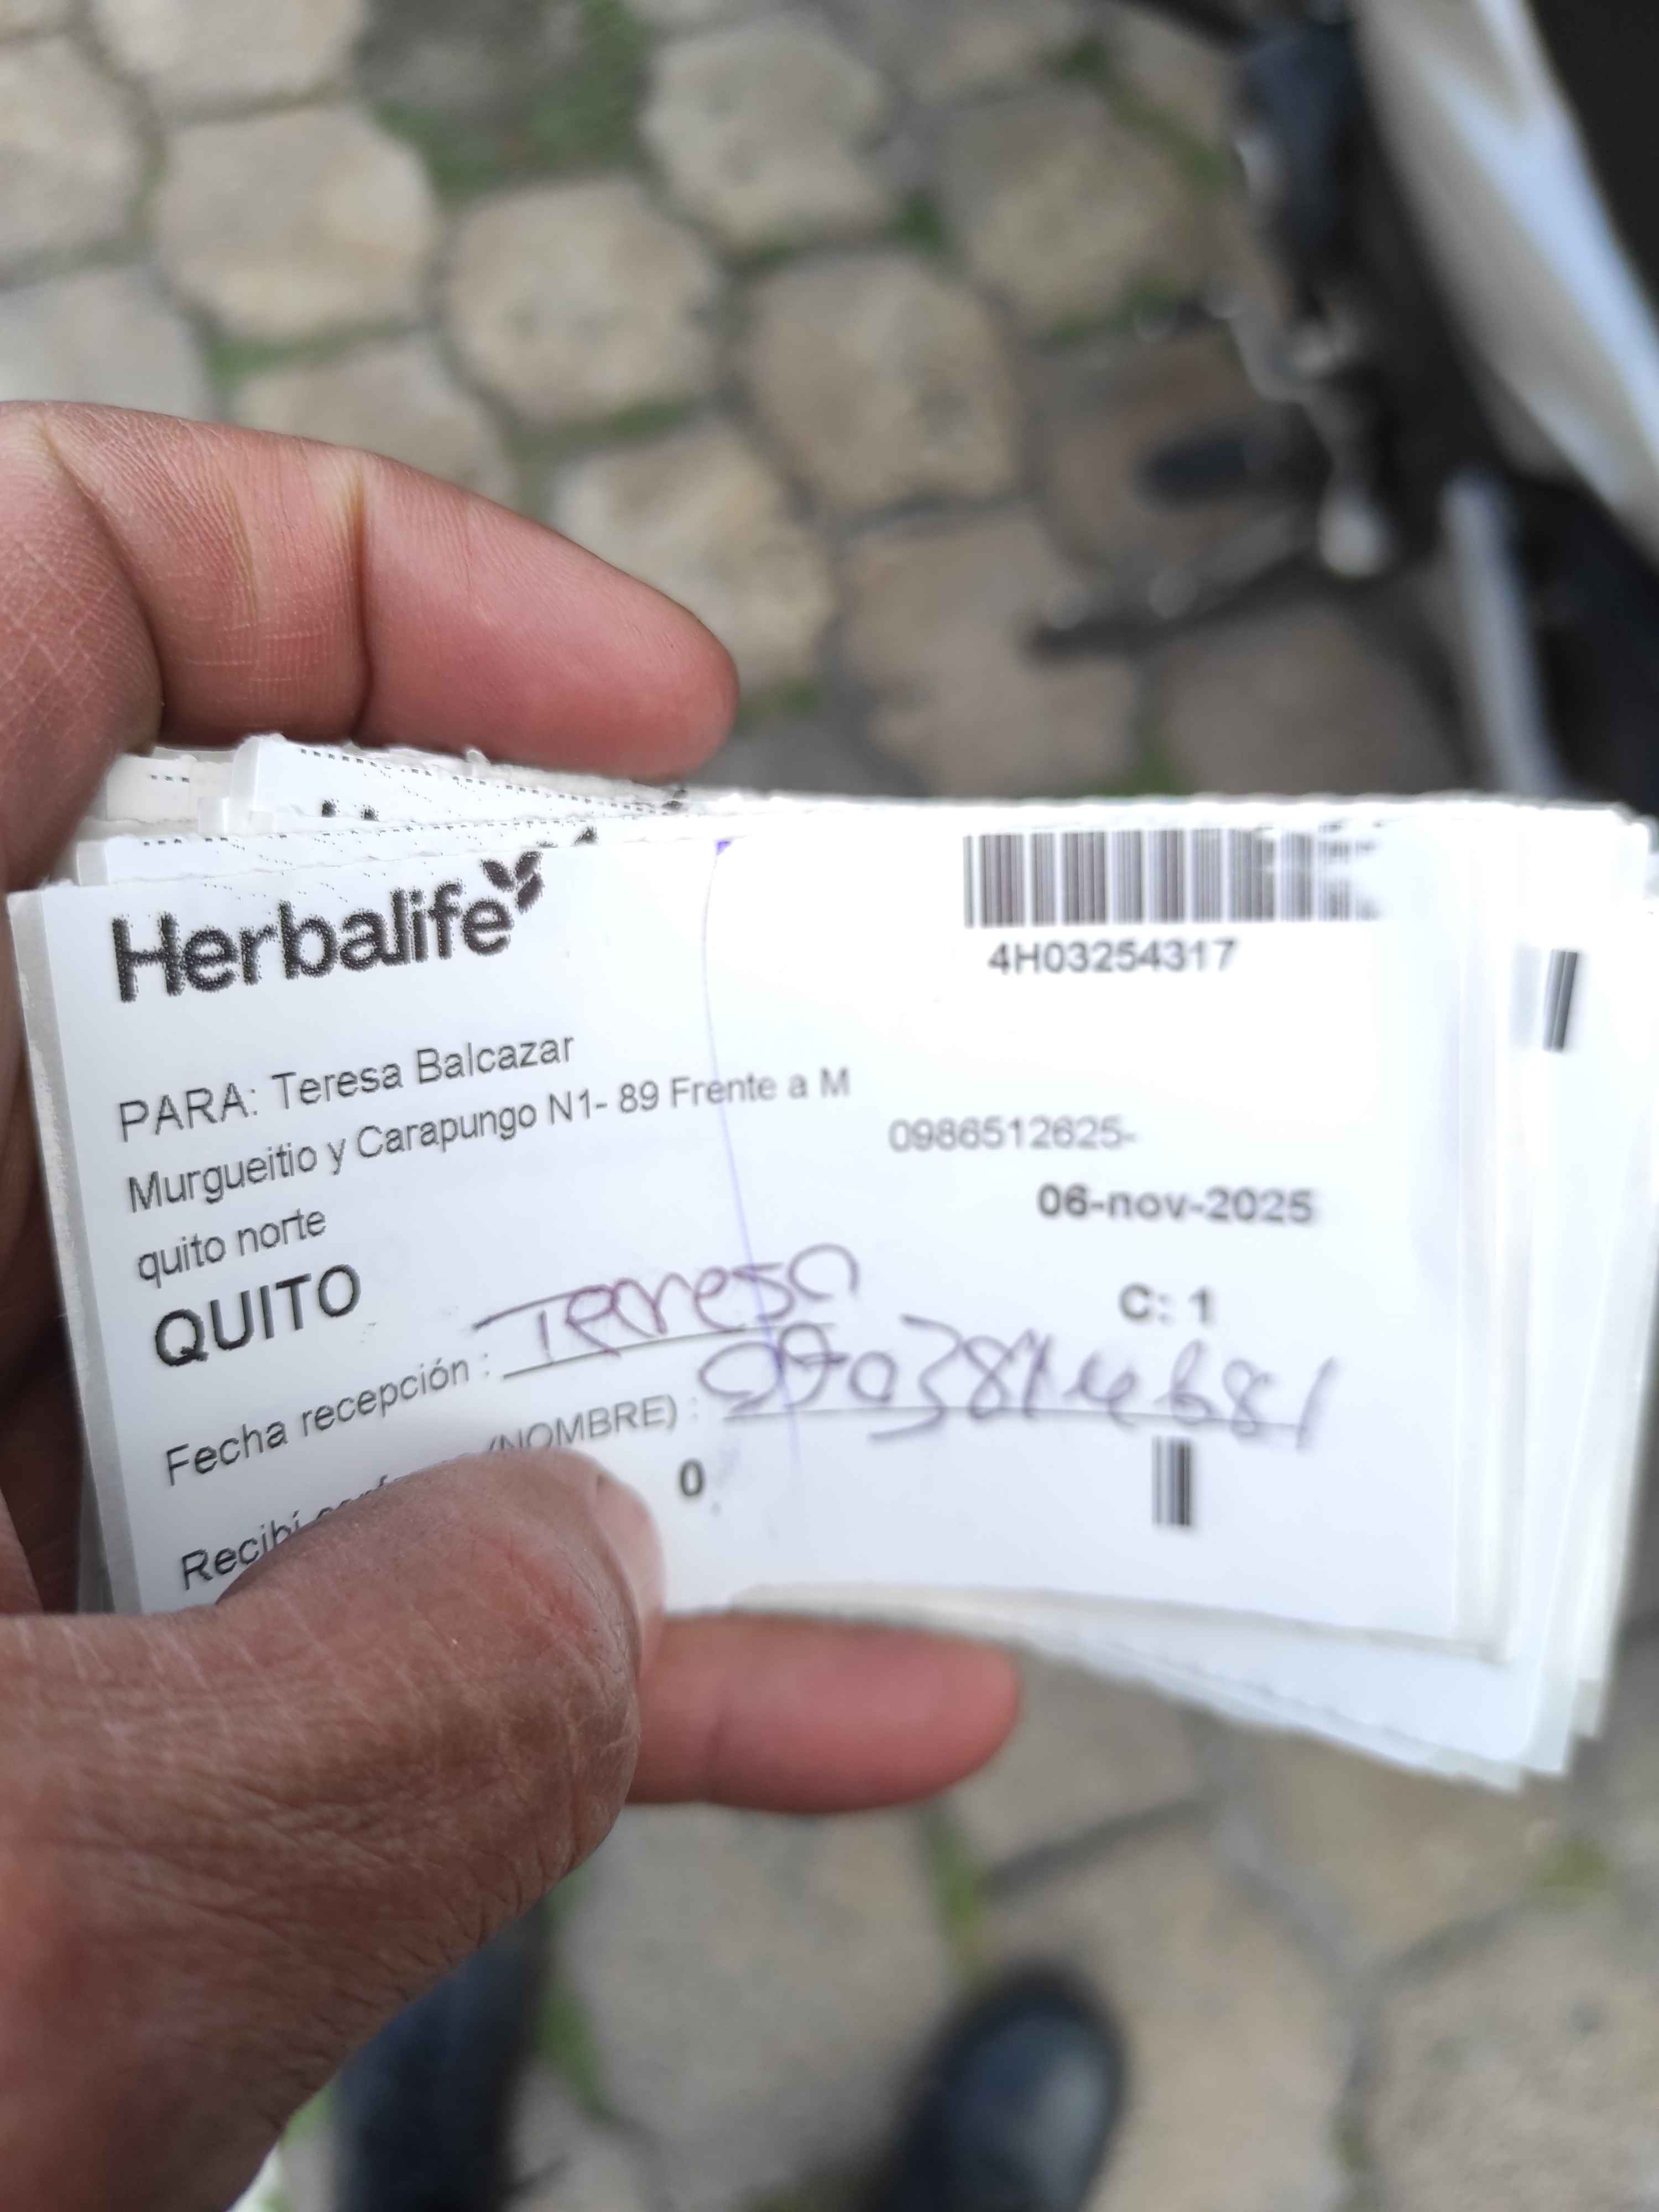 Herbalife
4H03254317
PARA: Teresa Balcazar
Murgueitio y Carapungo N1- 89 Frente a M
0986512625-
quito norte
06-nov-2025
QUITO
C: 1
Fecha recepción : Teresa
Recibí (NOMBRE) :
0